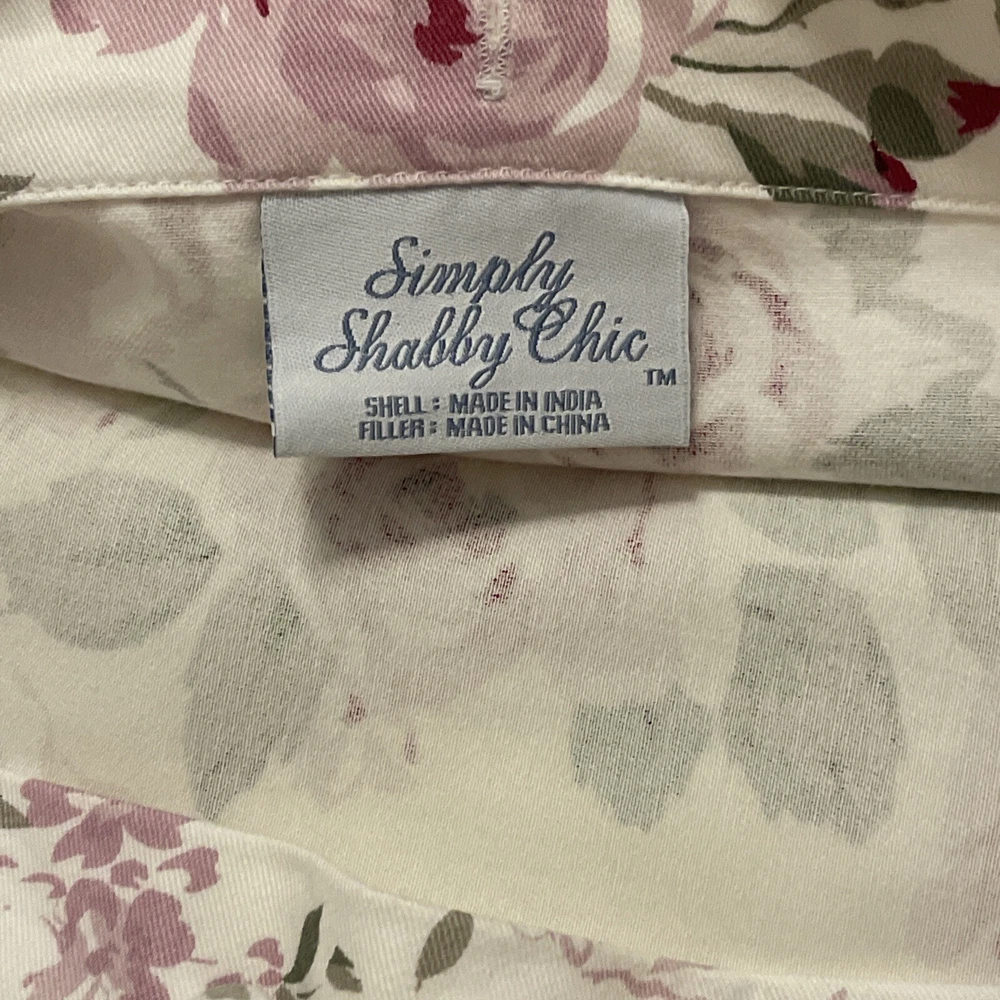 Simply
Shabby Chic
TM
SHELL: MADE IN INDIA
FILLER: MADE IN CHINA